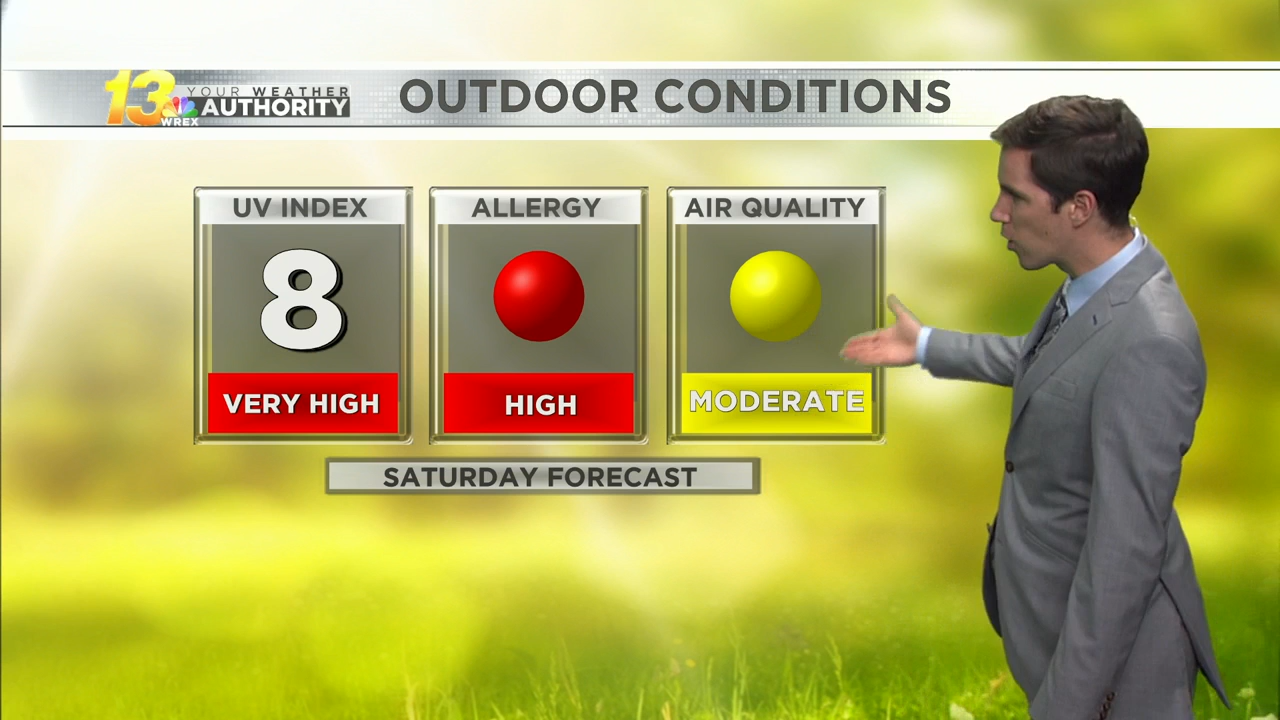 13
WREX
YOUR WEATHER
AUTHORITY
OUTDOOR CONDITIONS
UV INDEX
8
VERY HIGH
ALLERGY
HIGH
AIR QUALITY
MODERATE
SATURDAY FORECAST